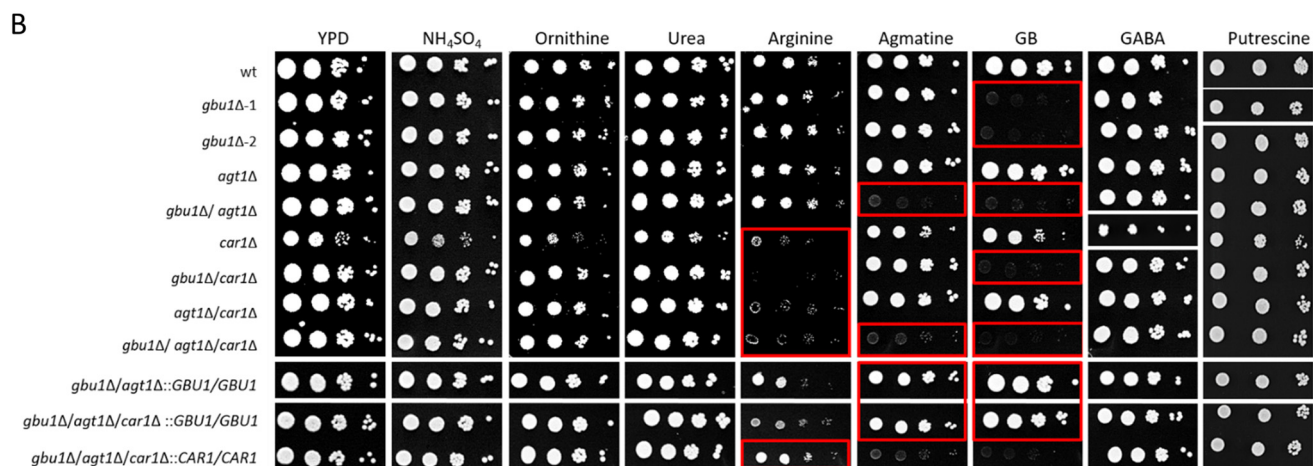 B
YPD NH₄SO₄ Ornithine Urea Arginine Agmatine GB GABA Putrescine
wt
gbu1Δ-1
gbu1Δ-2
agt1Δ
gbu1Δ/ agt1Δ
car1Δ
gbu1Δ/car1Δ
agt1Δ/car1Δ
gbu1Δ/ agt1Δ/car1Δ
gbu1Δ/agt1Δ::GBU1/GBU1
gbu1Δ/agt1Δ/car1Δ ::GBU1/GBU1
gbu1Δ/agt1Δ/car1Δ::CAR1/CAR1